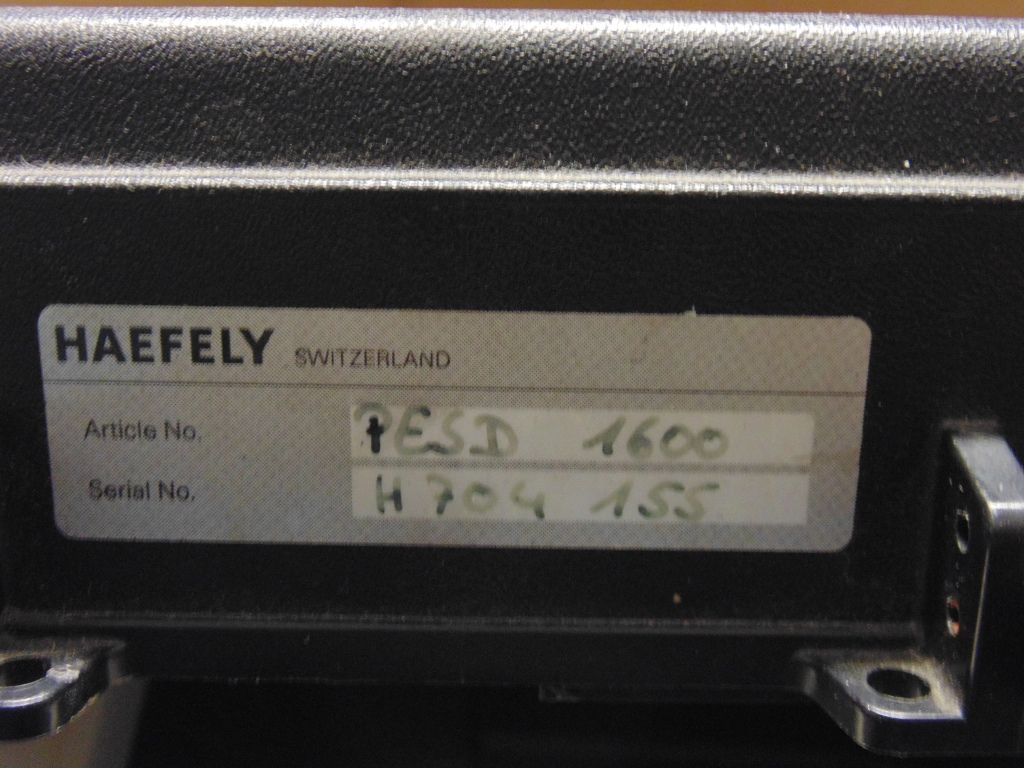 HAEFELY SWITZERLAND
Article No. PESD 1600
Serial No. H 704 155